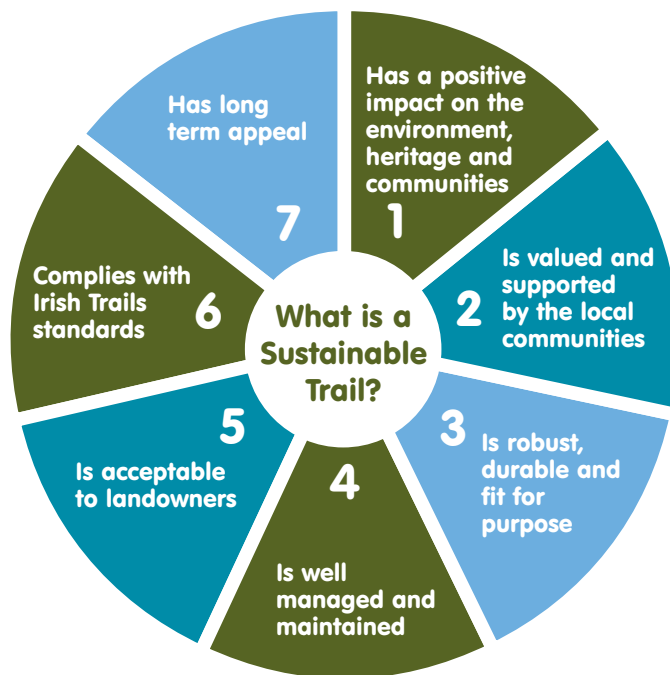 What is a
Sustainable
Trail?
1
Has a positive
impact on the
environment,
heritage and
communities
2
Is valued and
supported
by the local
communities
3
Is robust,
durable and
fit for
purpose
4
Is well
managed and
maintained
5
Is acceptable
to landowners
6
Complies with
Irish Trails
standards
7
Has long
term appeal